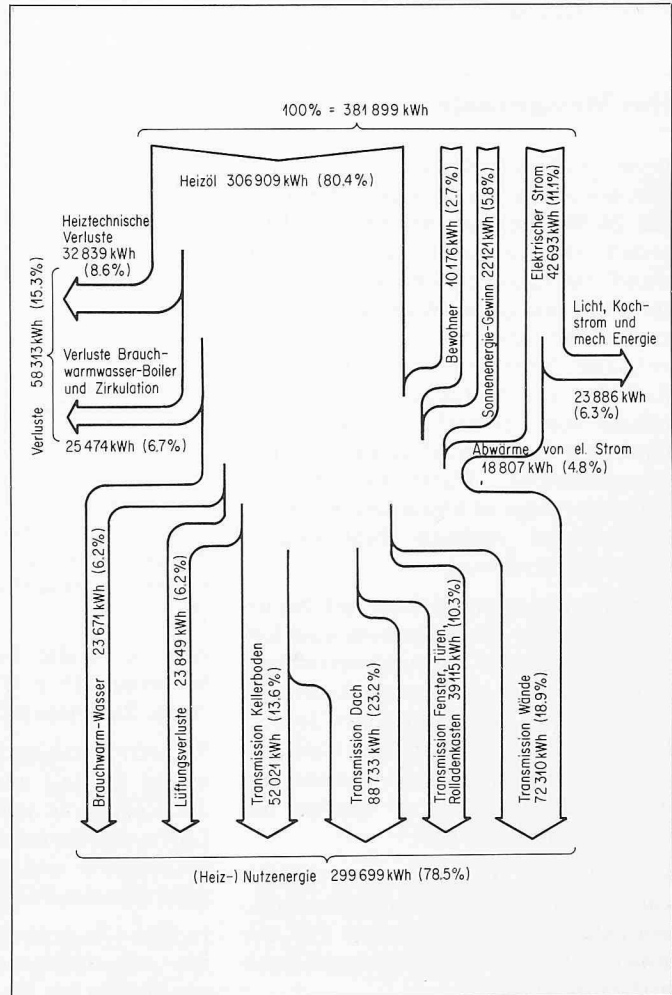 100% = 381 899 kWh
Heizöl 306 909 kWh (80.4%)
Bewohner 10 176 kWh (2.7%)
Sonnenenergie-Gewinn 22 121 kWh (5.8%)
Elektrischer Strom
42 693 kWh (11.1%)
Heiztechnische
Verluste
32 839 kWh
(8.6%)
Verluste 58 313 kWh (15.3%)
Verluste Brauch-
warmwasser-Boiler
und Zirkulation
25 474 kWh (6.7%)
Licht, Koch-
strom und
mech Energie
23 886 kWh
(6.3%)
Abwärme von el. Strom
18 807 kWh (4.8%)
Brauchwarm-Wasser 23 671 kWh (6.2%)
Lüftungsverluste 23 849 kWh (6.2%)
Transmission Kellerboden
52 021 kWh (13.6%)
Transmission Dach
88 733 kWh (23.2%)
Transmission Fenster, Türen,
Rolladenkasten 39 115 kWh (10.3%)
Transmission Wände
72 310 kWh (18.9%)
(Heiz-) Nutzenergie 299 699 kWh (78.5%)